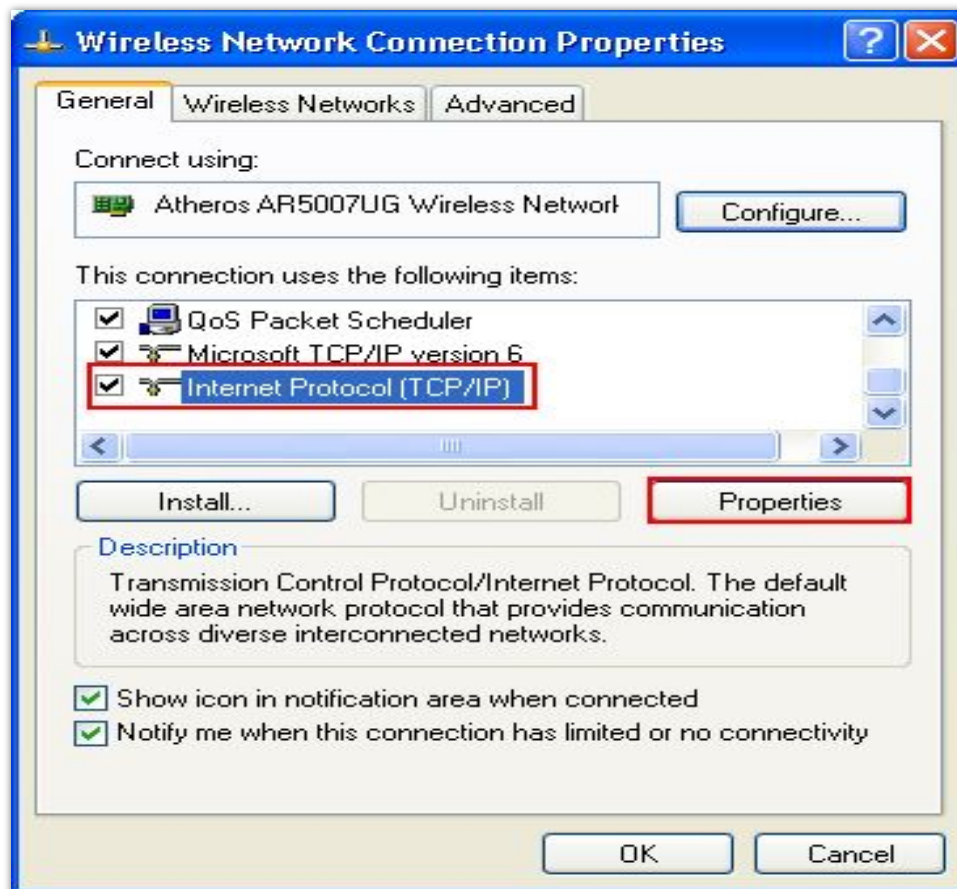 Wireless Network Connection Properties
General Wireless Networks Advanced
Connect using:
Atheros AR5007UG Wireless Networ
Configure...
This connection uses the following items:
QoS Packet Scheduler
Microsoft TCP/IP version 6
Internet Protocol (TCP/IP)
Install... Uninstall Properties
Description
Transmission Control Protocol/Internet Protocol. The default
wide area network protocol that provides communication
across diverse interconnected networks.
Show icon in notification area when connected
Notify me when this connection has limited or no connectivity
OK Cancel